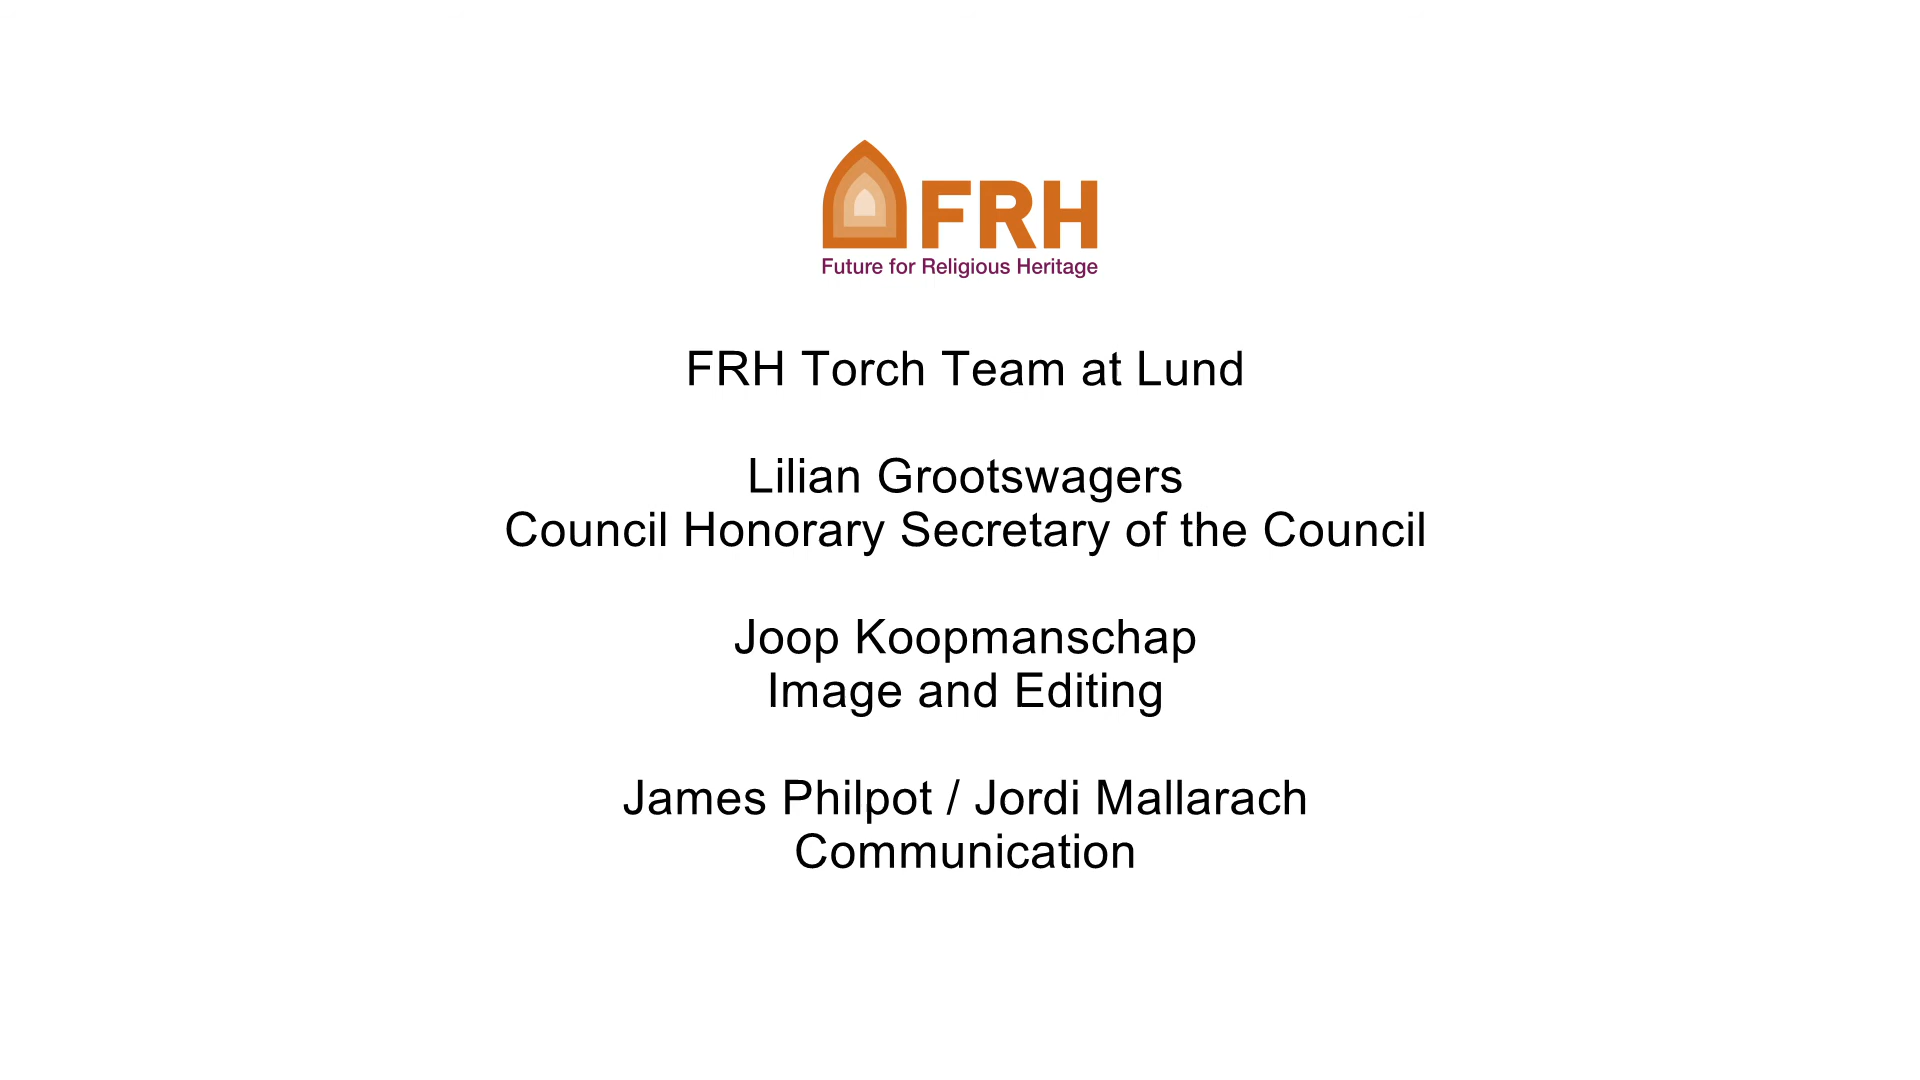 FRH
Future for Religious Heritage
FRH Torch Team at Lund
Lilian Grootswagers
Council Honorary Secretary of the Council
Joop Koopmanschap
Image and Editing
James Philpot / Jordi Mallarach
Communication